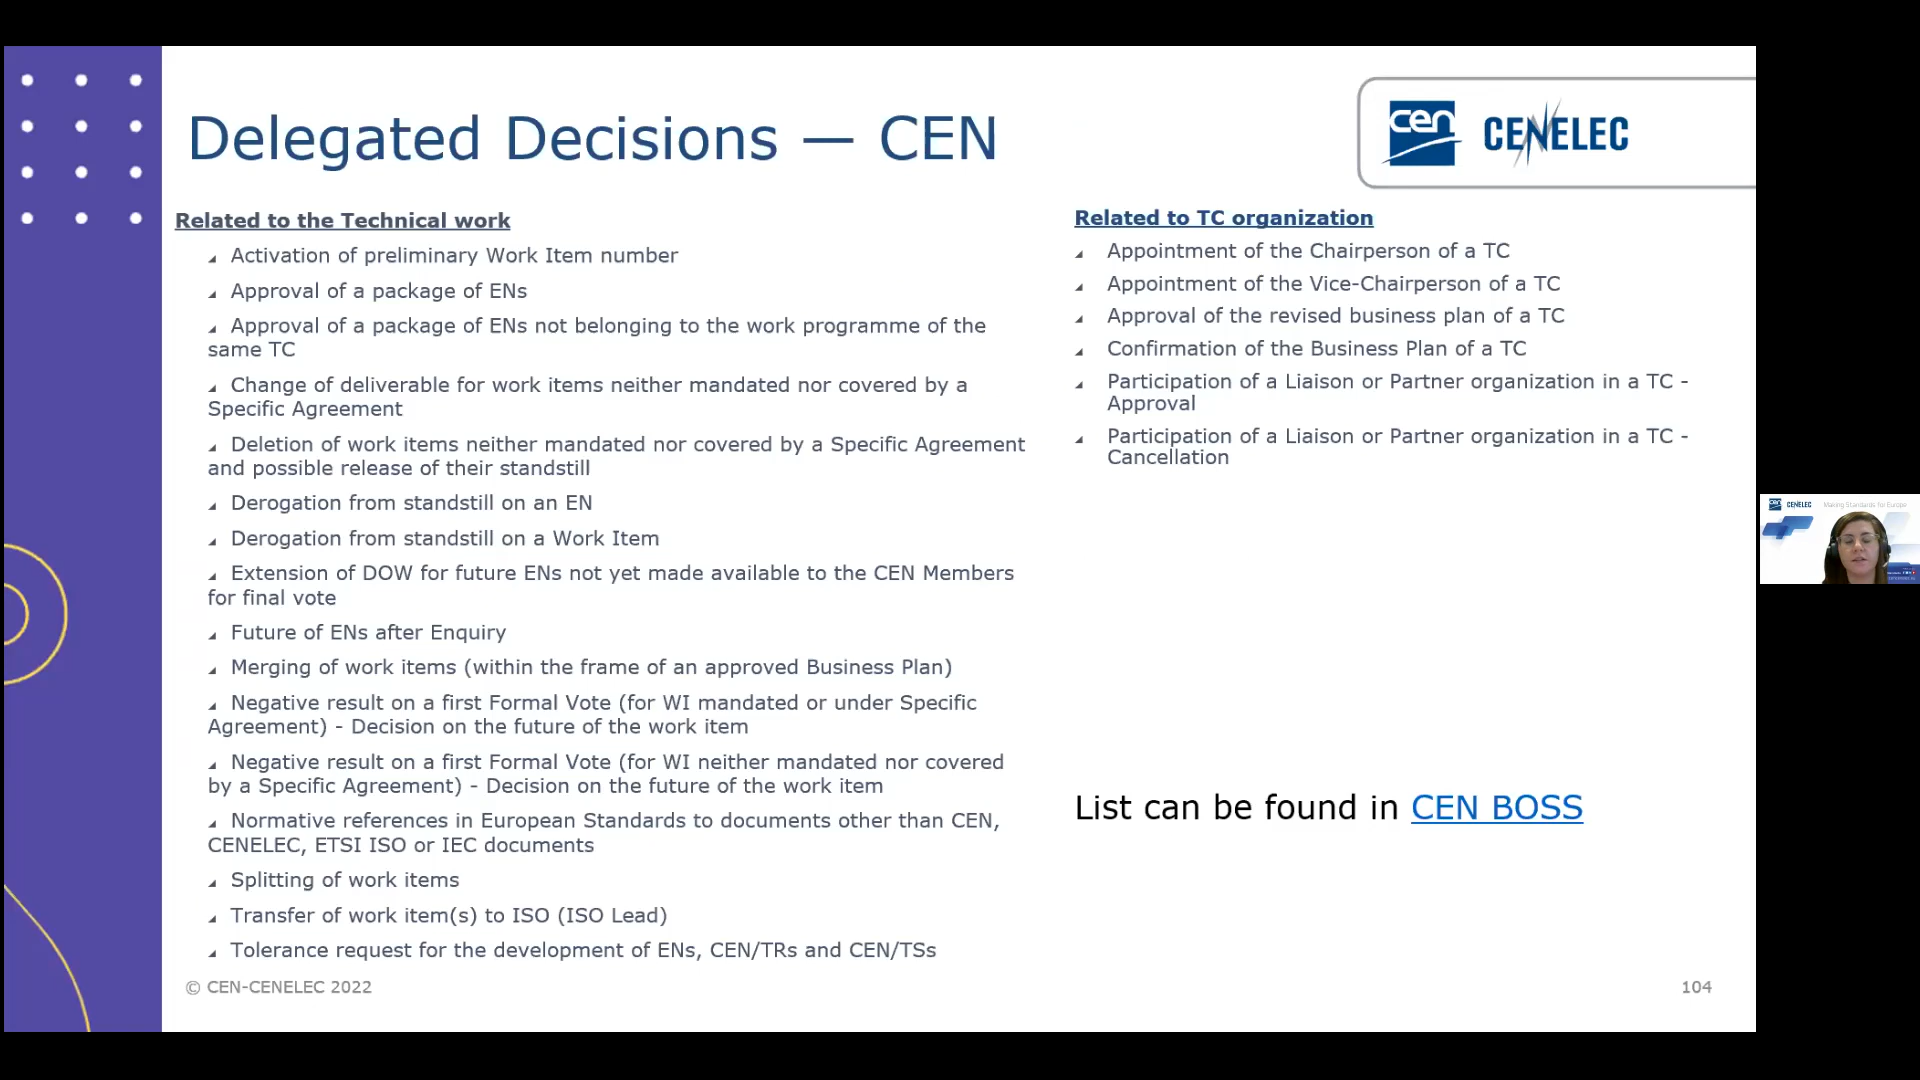 Delegated Decisions — CEN
cen
CENELEC
Related to the Technical work
Activation of preliminary Work Item number
Approval of a package of ENs
Approval of a package of ENs not belonging to the work programme of the
same TC
Change of deliverable for work items neither mandated nor covered by a
Specific Agreement
Deletion of work items neither mandated nor covered by a Specific Agreement
and possible release of their standstill
Derogation from standstill on an EN
Derogation from standstill on a Work Item
Extension of DOW for future ENs not yet made available to the CEN Members
for final vote
Future of ENs after Enquiry
Merging of work items (within the frame of an approved Business Plan)
Negative result on a first Formal Vote (for WI mandated or under Specific
Agreement) - Decision on the future of the work item
Negative result on a first Formal Vote (for WI neither mandated nor covered
by a Specific Agreement) - Decision on the future of the work item
Normative references in European Standards to documents other than CEN,
CENELEC, ETSI ISO or IEC documents
Splitting of work items
Transfer of work item(s) to ISO (ISO Lead)
Tolerance request for the development of ENs, CEN/TRs and CEN/TSs
Related to TC organization
Appointment of the Chairperson of a TC
Appointment of the Vice-Chairperson of a TC
Approval of the revised business plan of a TC
Confirmation of the Business Plan of a TC
Participation of a Liaison or Partner organization in a TC -
Approval
Participation of a Liaison or Partner organization in a TC -
Cancellation
List can be found in CEN BOSS
© CEN-CENELEC 2022
104
cen CENELEC Making Standards for Europe